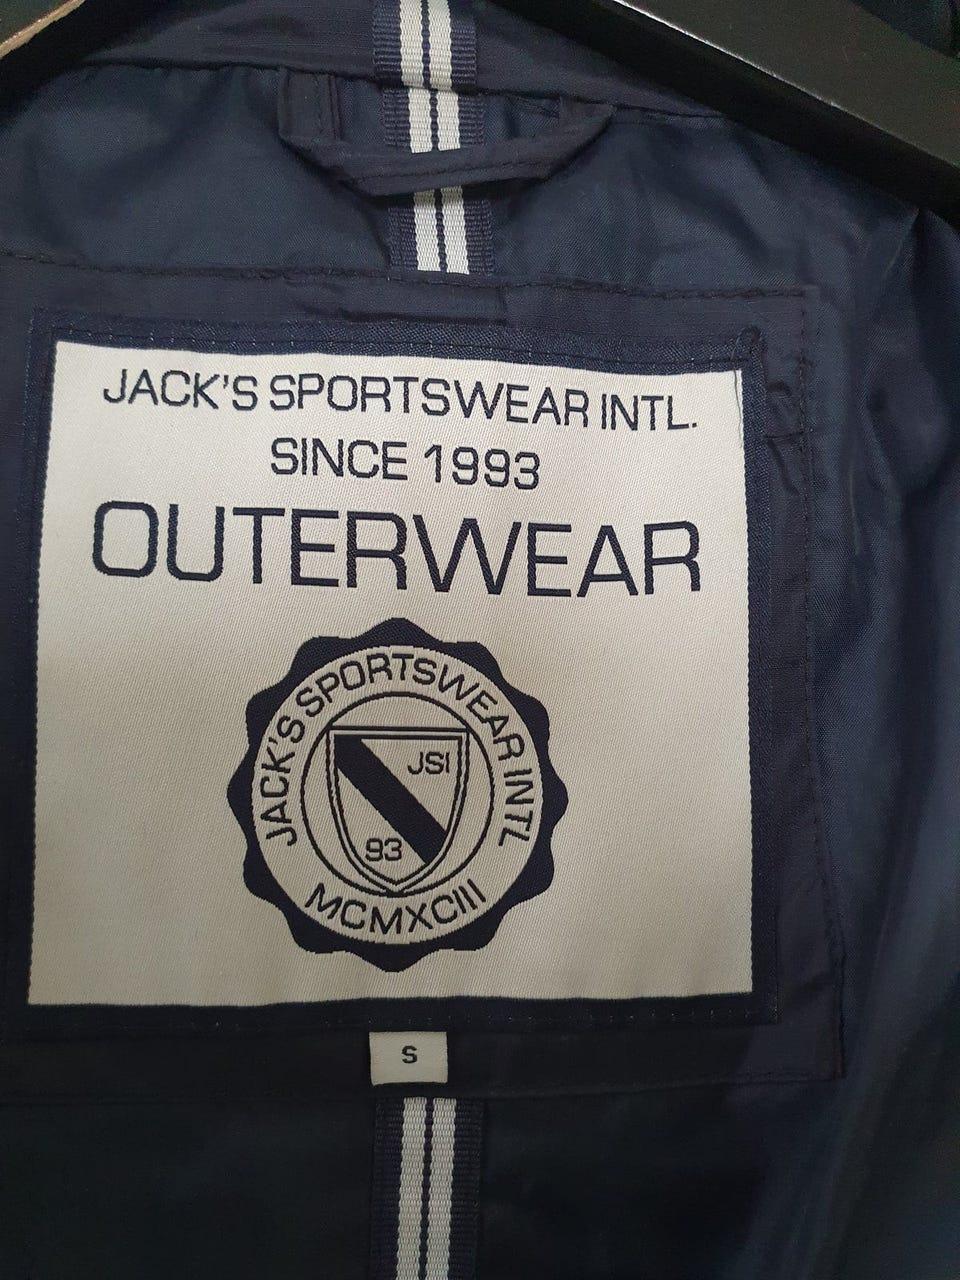 JACK'S SPORTSWEAR INTL.
SINCE 1993
OUTERWEAR
JACK'S SPORTSWEAR INTL
JSI
93
MCMXCIII
S